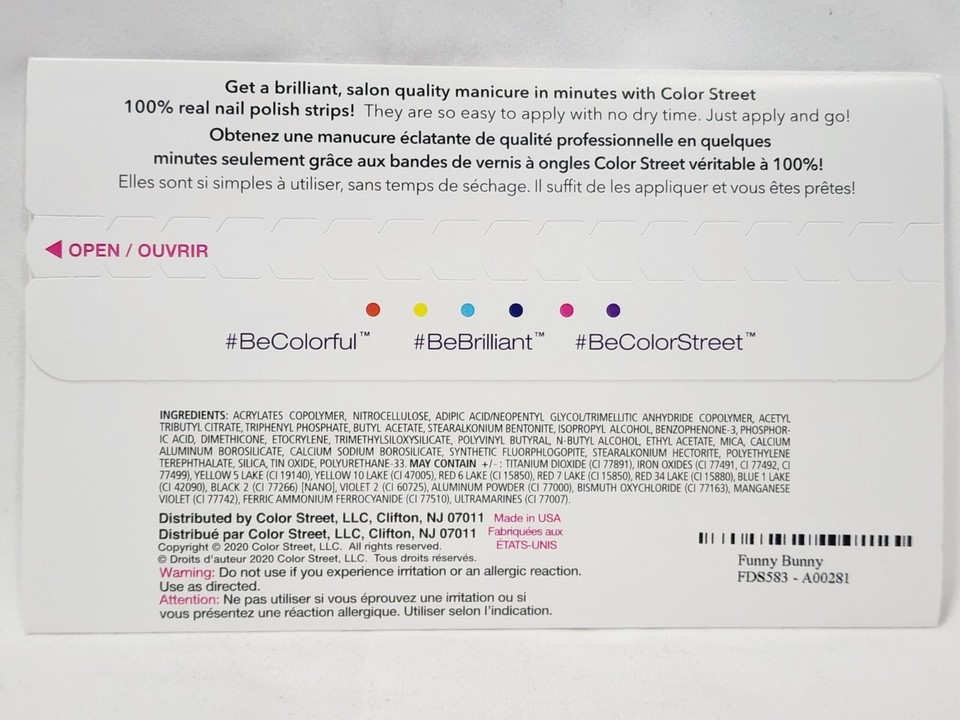 Get a brilliant, salon quality manicure in minutes with Color Street
100% real nail polish strips! They are so easy to apply with no dry time. Just apply and go!
Obtenez une manucure éclatante de qualité professionnelle en quelques
minutes seulement grâce aux bandes de vernis à ongles Color Street véritable à 100%!
Elles sont si simples à utiliser, sans temps de séchage. Il suffit de les appliquer et vous êtes prêtes!
OPEN / OUVRIR
#BeColorful™ #BeBrilliant™ #BeColorStreet™
INGREDIENTS: ACRYLATES COPOLYMER, NITROCELLULOSE, ADIPIC ACID/NEOPENTYL GLYCOL/TRIMELLITIC ANHYDRIDE COPOLYMER, ACETYL
TRIBUTYL CITRATE, TRIPHENYL PHOSPHATE, BUTYL ACETATE, STEARALKONIUM BENTONITE, ISOPROPYL ALCOHOL, BENZOPHENONE-3, PHOSPHOR-
IC ACID, DIMETHICONE, ETOCRYLENE, TRIMETHYLSILOXYSILICATE, POLYVINYL BUTYRAL, N-BUTYL ALCOHOL, ETHYL ACETATE, MICA, CALCIUM
ALUMINUM BOROSILICATE, CALCIUM SODIUM BOROSILICATE, SYNTHETIC FLUORPHLOGOPITE, STEARALKONIUM HECTORITE, POLYETHYLENE
TEREPHTHALATE, SILICA, TIN OXIDE, POLYURETHANE-33. MAY CONTAIN +/- : TITANIUM DIOXIDE (CI 77891), IRON OXIDES (CI 77491, CI 77492, CI
77499), YELLOW 5 LAKE (CI 19140), YELLOW 10 LAKE (CI 47005), RED 6 LAKE (CI 15850), RED 7 LAKE (CI 15850), RED 34 LAKE (CI 15880), BLUE 1 LAKE
(CI 42090), BLACK 2 (CI 77266) [NANO], VIOLET 2 (CI 60725), ALUMINUM POWDER (CI 77000), BISMUTH OXYCHLORIDE (CI 77163), MANGANESE
VIOLET (CI 77742), FERRIC AMMONIUM FERROCYANIDE (CI 77510), ULTRAMARINES (CI 77007).
Distributed by Color Street, LLC, Clifton, NJ 07011 Made in USA
Distribué par Color Street, LLC, Clifton, NJ 07011 Fabriquées aux
ÉTATS-UNIS
Copyright © 2020 Color Street, LLC. All rights reserved.
© Droits d'auteur 2020 Color Street, LLC. Tous droits réservés.
Warning: Do not use if you experience irritation or an allergic reaction.
Use as directed.
Attention: Ne pas utiliser si vous éprouvez une irritation ou si
vous présentez une réaction allergique. Utiliser selon l'indication.
Funny Bunny
FDS583 - A00281